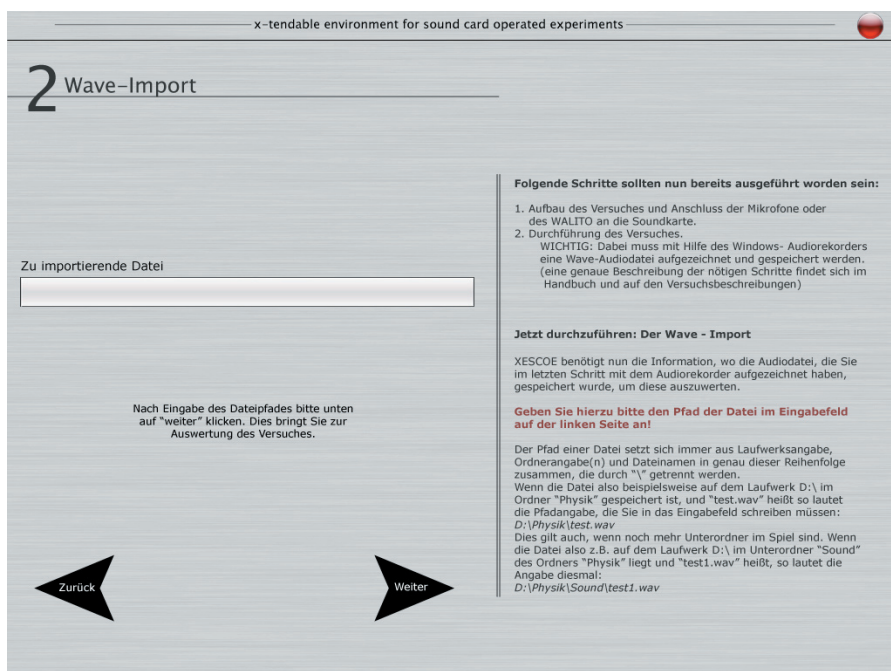 x-tendable environment for sound card operated experiments
2 Wave-Import
Zu importierende Datei
Nach Eingabe des Dateipfades bitte unten
auf "weiter" klicken. Dies bringt Sie zur
Auswertung des Versuches.
Zurück
Weiter
Folgende Schritte sollten nun bereits ausgeführt worden sein:
1. Aufbau des Versuches und Anschluss der Mikrofone oder
des WALITO an die Soundkarte.
2. Durchführung des Versuches.
WICHTIG: Dabei muss mit Hilfe des Windows- Audiorekorders
eine Wave-Audiodatei aufgezeichnet und gespeichert werden.
(eine genaue Beschreibung der nötigen Schritte findet sich im
Handbuch und auf den Versuchsbeschreibungen)
Jetzt durchzuführen: Der Wave - Import
XESCOE benötigt nun die Information, wo die Audiodatei, die Sie
im letzten Schritt mit dem Audiorekorder aufgezeichnet haben,
gespeichert wurde, um diese auszuwerten.
Geben Sie hierzu bitte den Pfad der Datei im Eingabefeld
auf der linken Seite an!
Der Pfad einer Datei setzt sich immer aus Laufwerksangabe,
Ordnerangabe(n) und Dateinamen in genau dieser Reihenfolge
zusammen, die durch "\" getrennt werden.
Wenn die Datei also beispielsweise auf dem Laufwerk D:\ im
Ordner "Physik" gespeichert ist, und "test.wav" heißt so lautet
die Pfadangabe, die Sie in das Eingabefeld schreiben müssen:
D:\Physik\test.wav
Dies gilt auch, wenn noch mehr Unterordner im Spiel sind. Wenn
die Datei also z.B. auf dem Laufwerk D:\ im Unterordner "Sound"
des Ordners "Physik" liegt und "test1.wav" heißt, so lautet die
Angabe diesmal:
D:\Physik\Sound\test1.wav